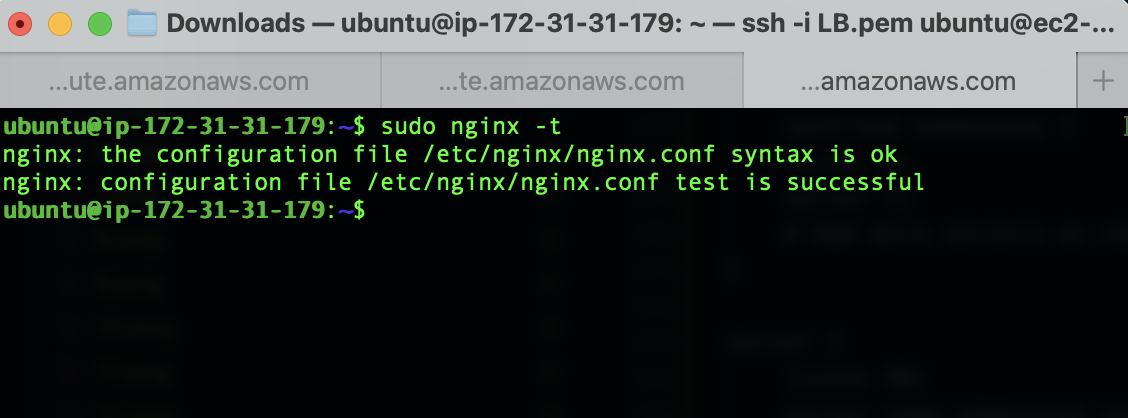 Downloads — ubuntu@ip-172-31-31-179: ~ — ssh -i LB.pem ubuntu@ec2-...
...ute.amazonaws.com
...te.amazonaws.com
...amazonaws.com
ubuntu@ip-172-31-31-179:~$ sudo nginx -t
nginx: the configuration file /etc/nginx/nginx.conf syntax is ok
nginx: configuration file /etc/nginx/nginx.conf test is successful
ubuntu@ip-172-31-31-179:~$